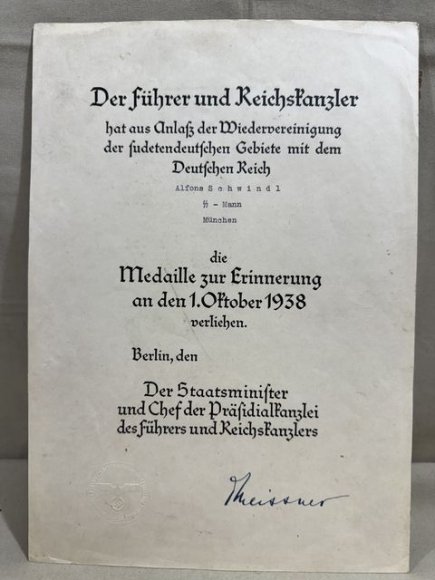 Der Führer und Reichskanzler
hat aus Anlaß der Wiedervereinigung
der sudetendeutschen Gebiete mit dem
Deutschen Reich
Alfons Schwindl
ᛋᛋ - Mann
München
die
Medaille zur Erinnerung
an den 1. Oktober 1938
verliehen.
Berlin, den
Der Staatsminister
und Chef der Präsidialkanzlei
des Führers und Reichskanzlers
Meissner